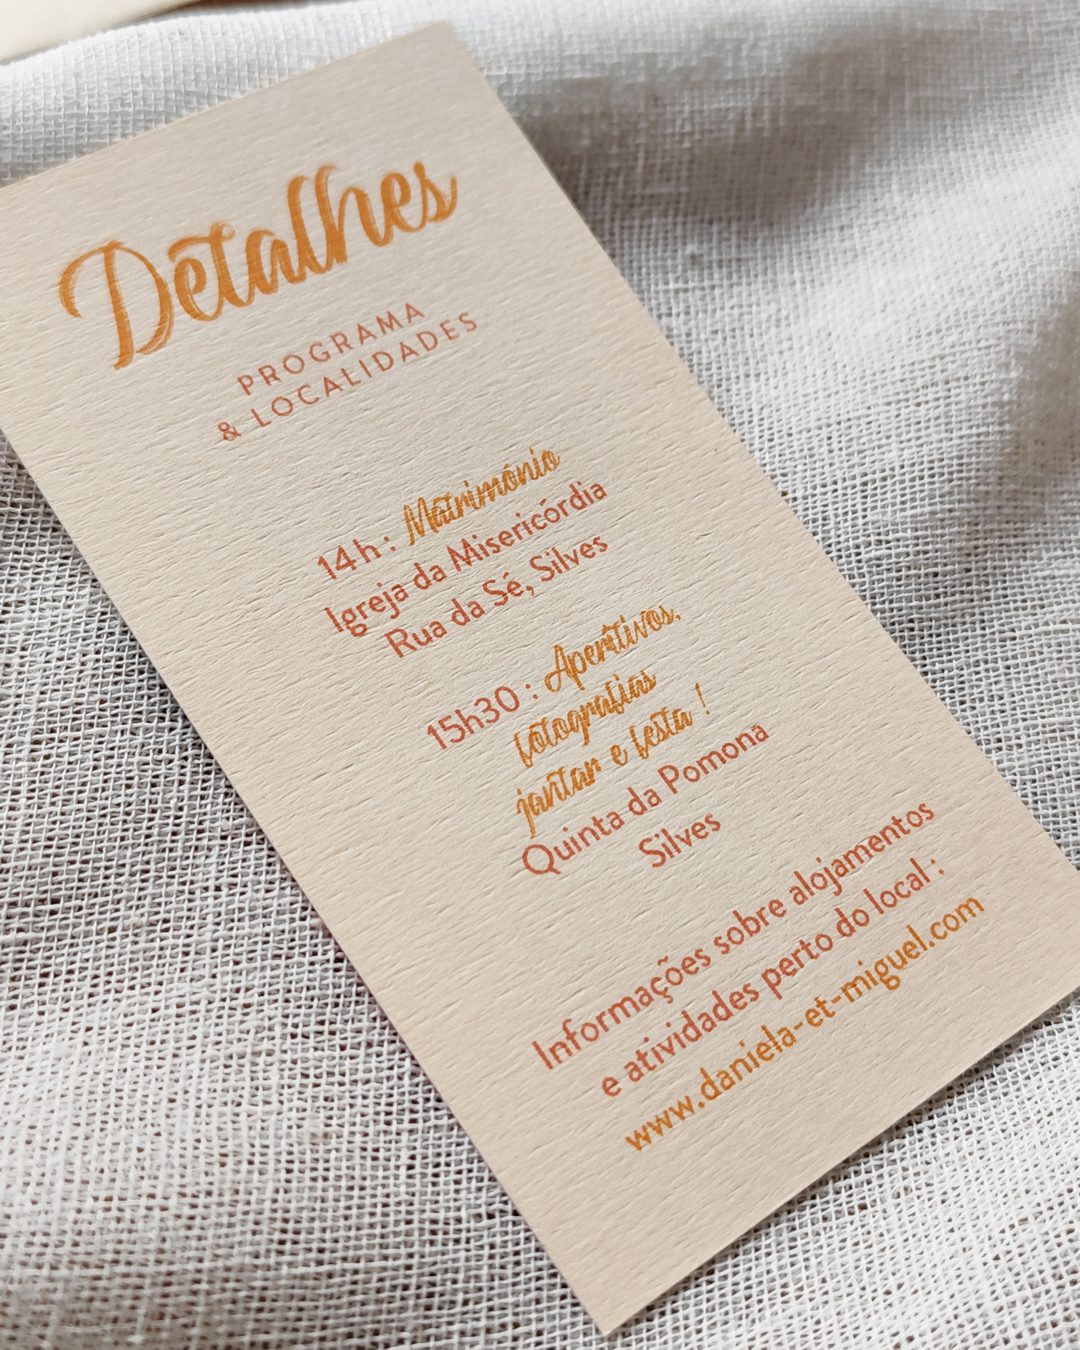 Detalhes
PROGRAMA
& LOCALIDADES
14h : Matrimónio
Igreja da Misericórdia
Rua da Sé, Silves
15h30 : Aperitivos,
fotografias
jantar e festa !
Quinta da Pomona
Silves
Informações sobre alojamentos
e atividades perto do local :
www.daniela-et-miguel.com